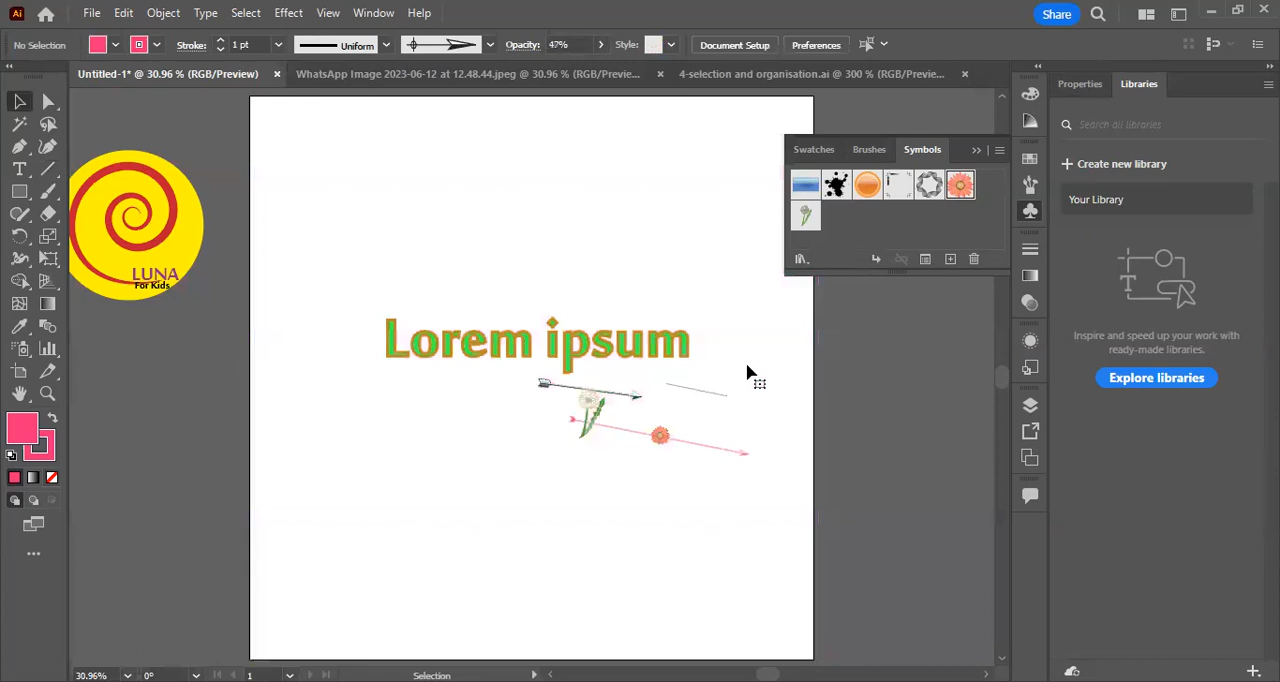 Ai File Edit Object Type Select Effect View Window Help Share
No Selection Stroke: 1 pt Uniform Opacity: 47% Style: Document Setup Preferences
Untitled-1* @ 30.96 % (RGB/Preview) WhatsApp Image 2023-06-12 at 12.48.44.jpeg @ 30.96 % (RGB/Previe... 4-selection and organisation.ai @ 300 % (RGB/Previe...
Properties Libraries
Search all libraries
Swatches Brushes Symbols
Create new library
Your Library
LUNA
For Kids
Lorem ipsum
Inspire and speed up your work with
ready-made libraries.
Explore libraries
30.96% 0° 1 Selection